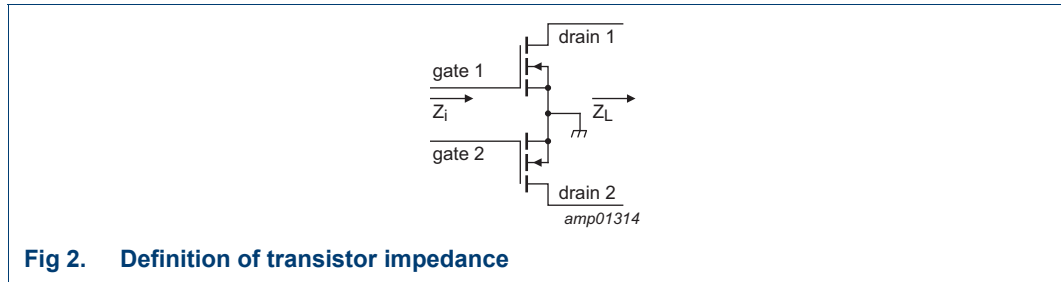 drain 1
gate 1
Zi
ZL
gate 2
drain 2
amp01314
Fig 2. Definition of transistor impedance